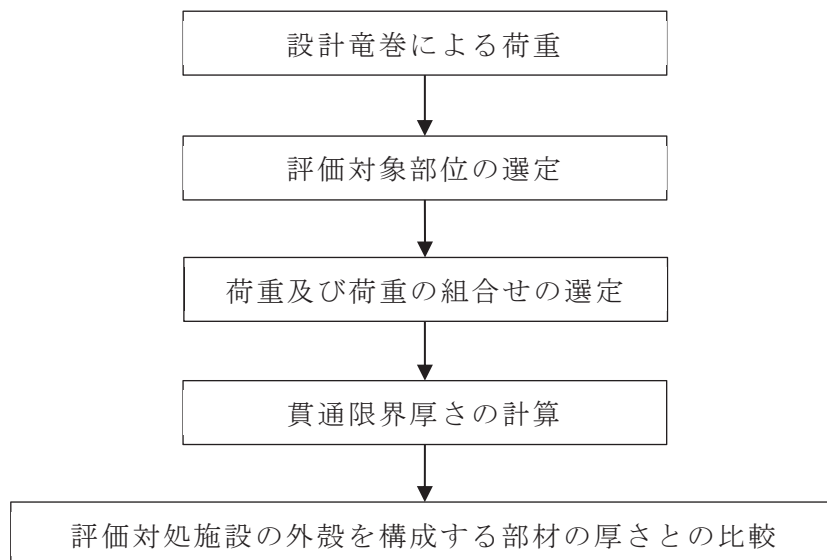 設計竜巻による荷重
評価対象部位の選定
荷重及び荷重の組合せの選定
貫通限界厚さの計算
評価対処施設の外殻を構成する部材の厚さとの比較